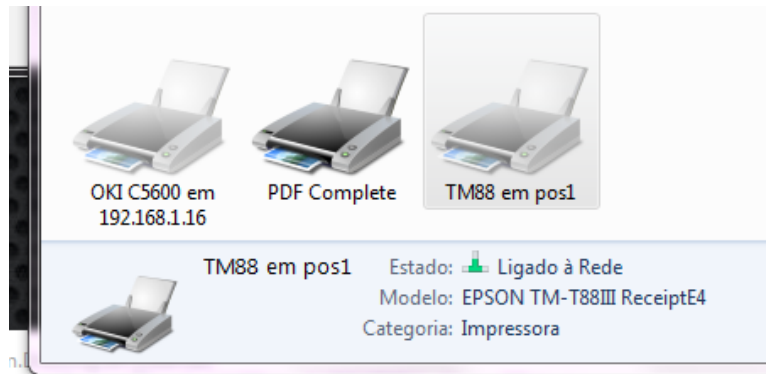 OKI C5600 em
192.168.1.16
PDF Complete
TM88 em pos1
TM88 em pos1
Estado: Ligado à Rede
Modelo: EPSON TM-T88III ReceiptE4
Categoria: Impressora